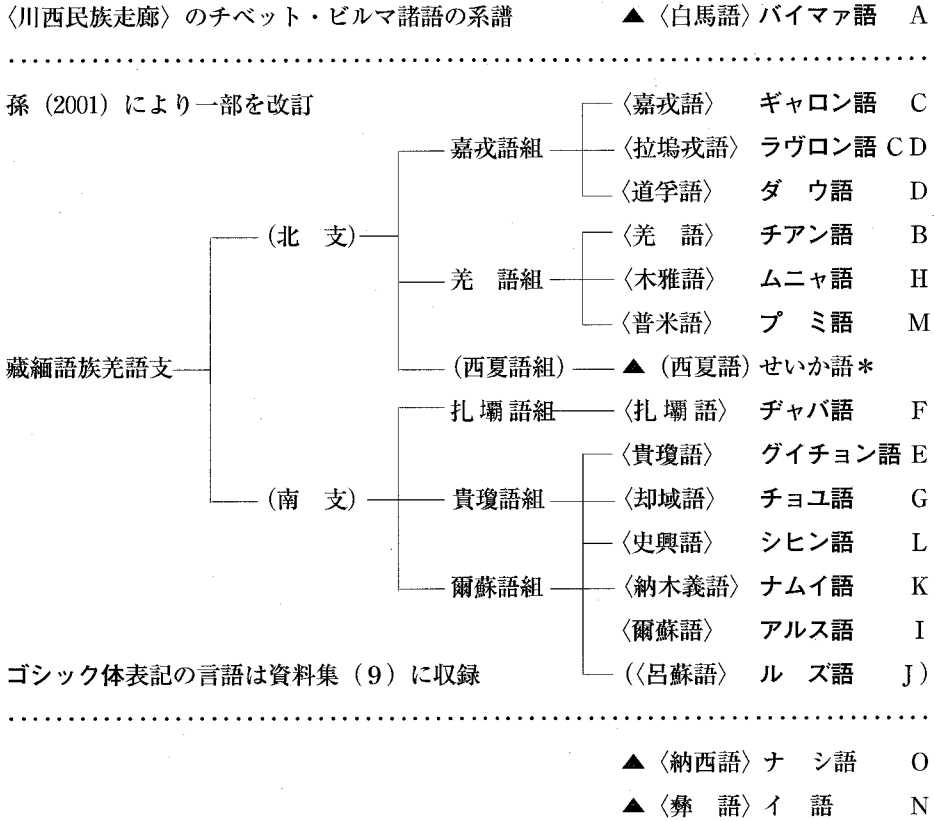 〈川西民族走廊〉のチベット・ビルマ諸語の系譜 ▲〈白馬語〉バイマァ語 A
孫（2001）により一部を改訂
〈嘉戎語〉 ギャロン語 C
嘉戎語組 〈拉塢戎語〉 ラヴロン語 C D
〈道孚語〉 ダ ウ語 D
(北 支)
〈羌 語〉 チアン語 B
羌 語組 〈木雅語〉 ムニャ語 H
〈普米語〉 プ ミ語 M
藏緬語族羌語支 (西夏語組) ▲ (西夏語) せいか語＊
扎壩語組 〈扎壩語〉 ヂャバ語 F
〈貴瓊語〉 グイチョン語 E
(南 支) 貴瓊語組 〈却域語〉 チョユ語 G
〈史興語〉 シヒン語 L
爾蘇語組 〈納木義語〉 ナムイ語 K
〈爾蘇語〉 アルス語 I
ゴシック体表記の言語は資料集（9）に収録 (〈呂蘇語〉 ル ズ語 J)
▲〈納西語〉ナ シ語 O
▲〈彝 語〉イ 語 N